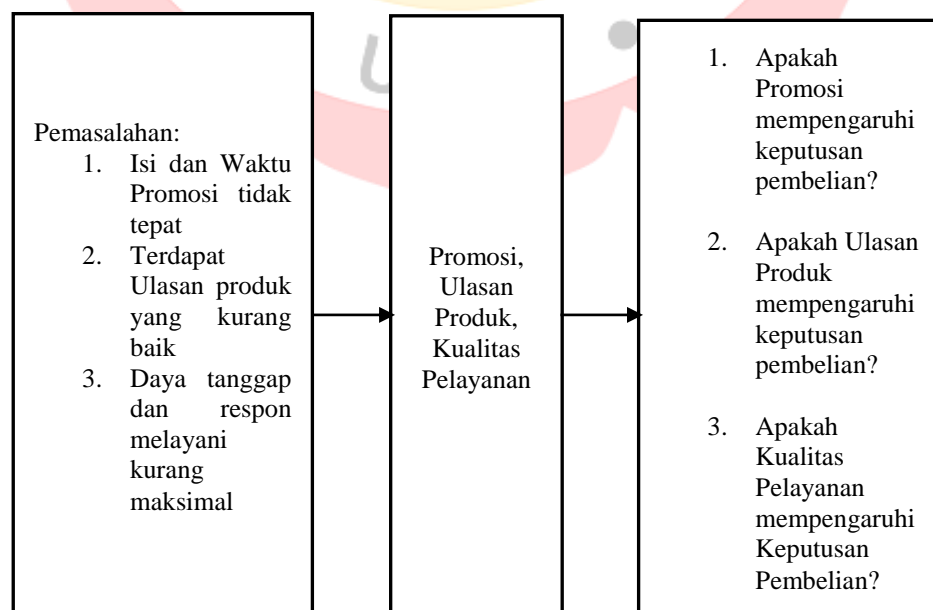 Pemasalahan:
1. Isi dan Waktu
Promosi tidak
tepat
2. Terdapat
Ulasan produk
yang kurang
baik
3. Daya tanggap
dan respon
melayani
kurang
maksimal
Promosi,
Ulasan
Produk,
Kualitas
Pelayanan
1. Apakah
Promosi
mempengaruhi
keputusan
pembelian?
2. Apakah Ulasan
Produk
mempengaruhi
keputusan
pembelian?
3. Apakah
Kualitas
Pelayanan
mempengaruhi
Keputusan
Pembelian?